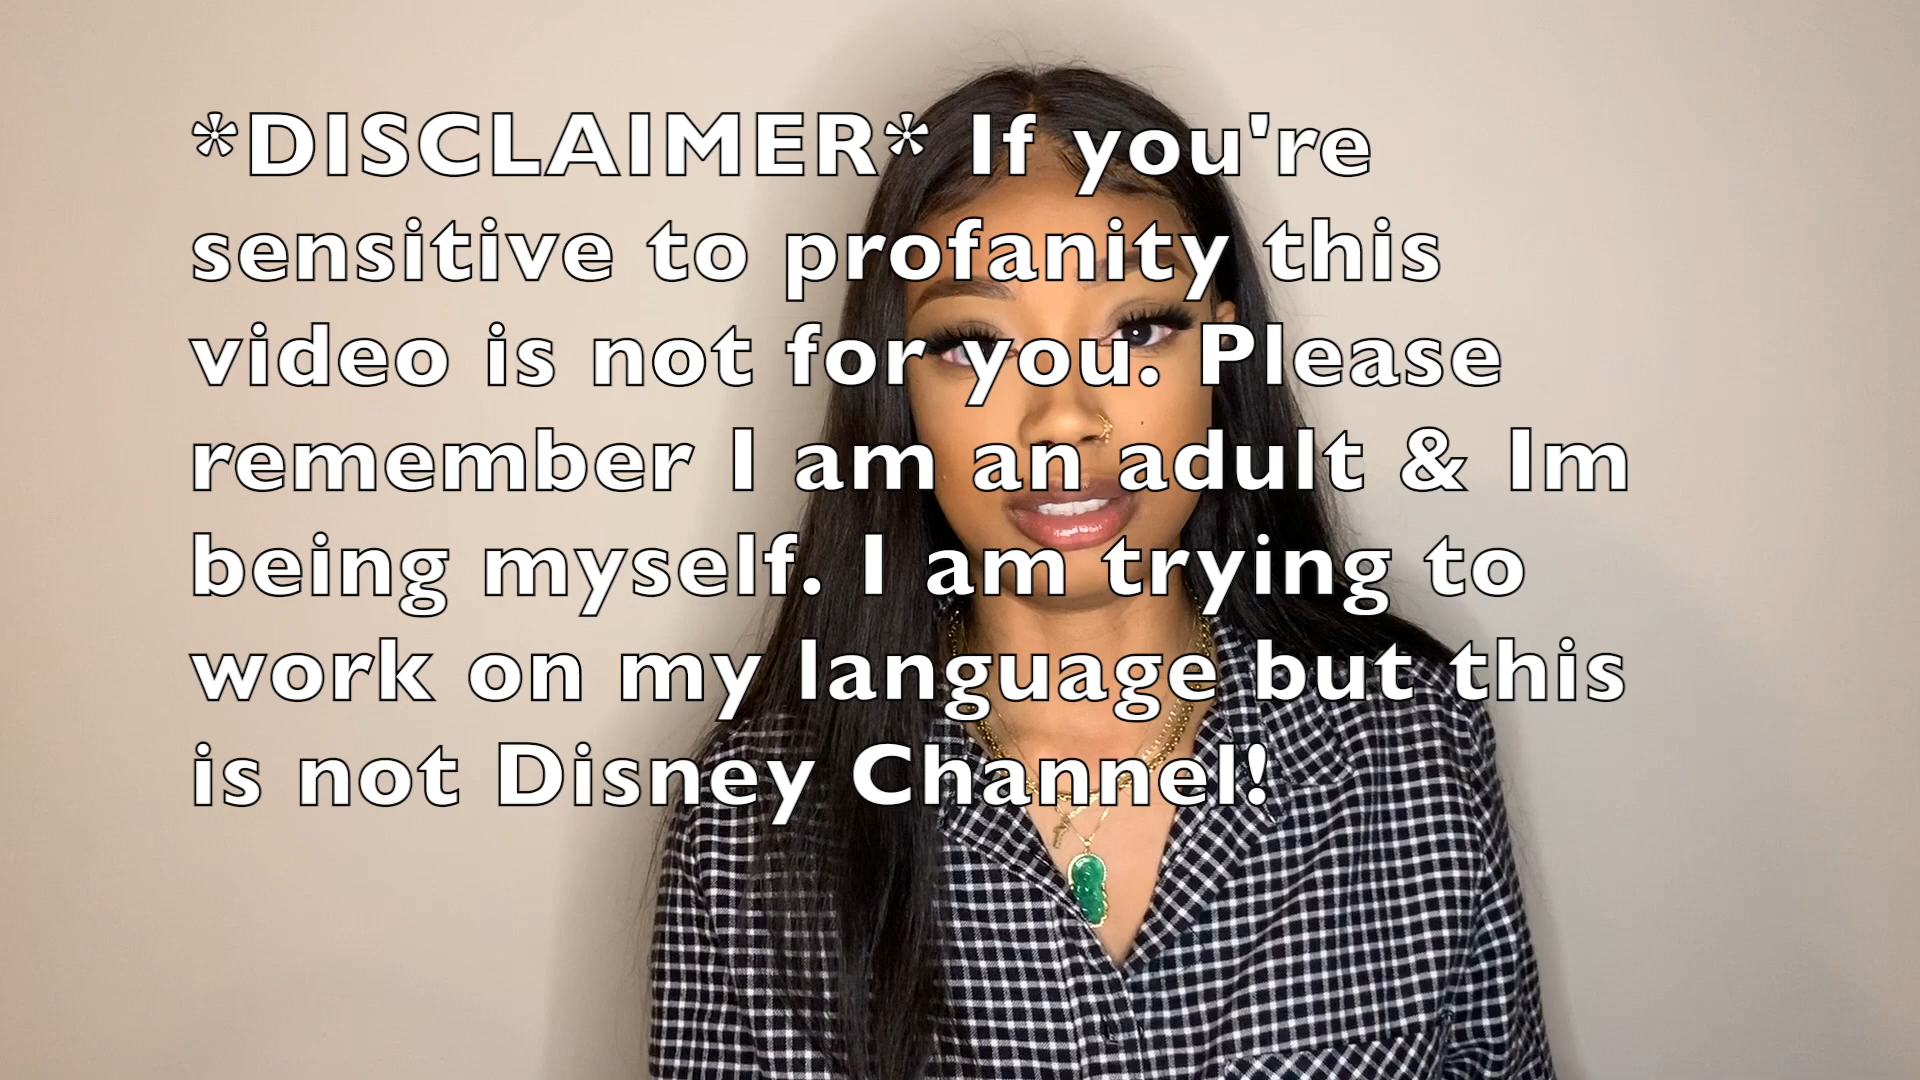 *DISCLAIMER* If you're
sensitive to profanity this
video is not for you. Please
remember I am an adult & Im
being myself. I am trying to
work on my language but this
is not Disney Channel!